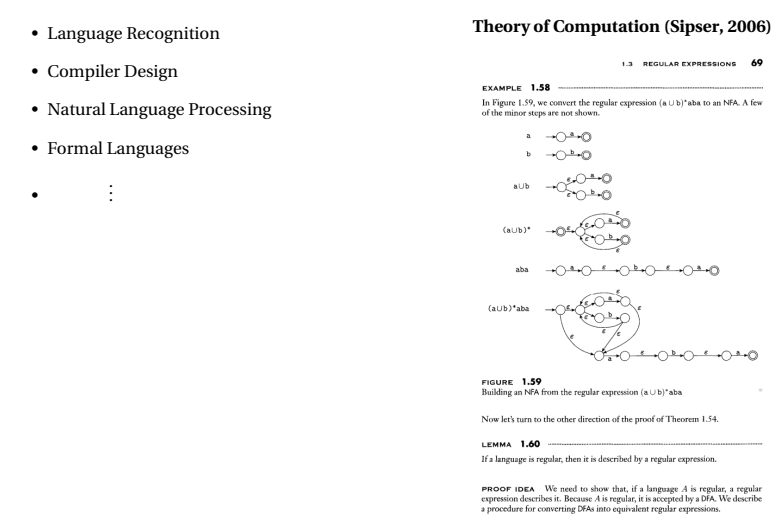 • Language Recognition
• Compiler Design
• Natural Language Processing
• Formal Languages
• ⋮
Theory of Computation (Sipser, 2006)
1.3 REGULAR EXPRESSIONS 69
EXAMPLE 1.58
In Figure 1.59, we convert the regular expression (a ∪ b)*aba to an NFA. A few
of the minor steps are not shown.
a a
b b
a∪b ε a
ε b
(a∪b)* ε ε a ε
ε b ε
aba a ε b ε a
(a∪b)*aba ε ε a ε ε
ε b ε ε
ε a ε b ε a
FIGURE 1.59
Building an NFA from the regular expression (a ∪ b)*aba
Now let's turn to the other direction of the proof of Theorem 1.54.
LEMMA 1.60
If a language is regular, then it is described by a regular expression.
PROOF IDEA We need to show that, if a language A is regular, a regular
expression describes it. Because A is regular, it is accepted by a DFA. We describe
a procedure for converting DFAs into equivalent regular expressions.